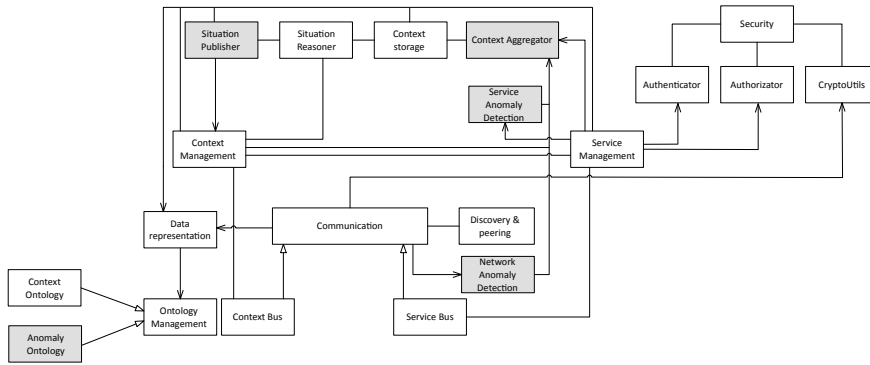 Situation
Publisher
Situation
Reasoner
Context
storage
Context Aggregator
Security
Service
Anomaly
Detection
Authenticator
Authorizator
CryptoUtils
Context
Management
Service
Management
Data
representation
Communication
Discovery &
peering
Network
Anomaly
Detection
Context
Ontology
Ontology
Management
Context Bus
Service Bus
Anomaly
Ontology